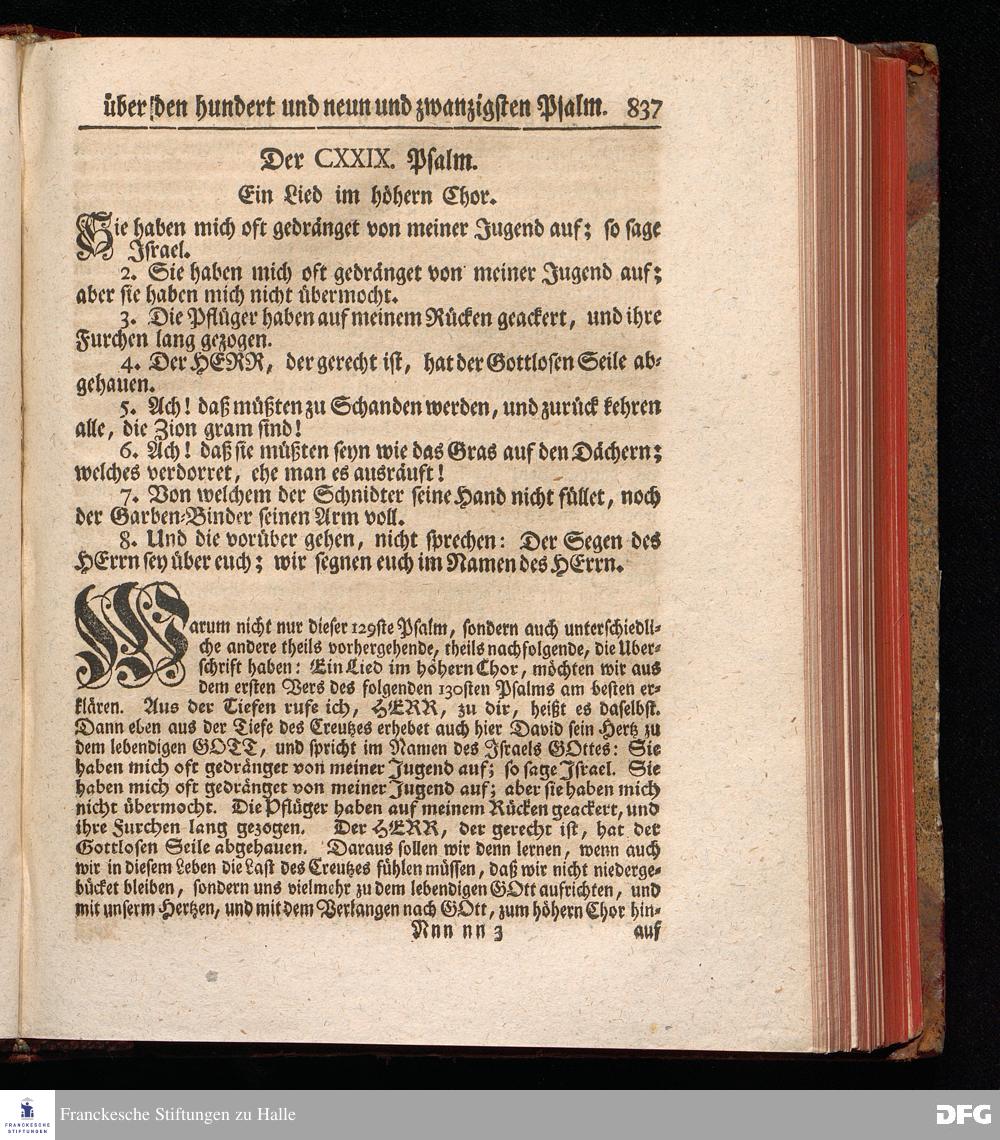 über den hundert und neun und zwanzigsten Psalm. 837
Der CXXIX. Psalm.
Ein Lied im höhern Chor.
Sie haben mich oft gedränget von meiner Jugend auf; so sage
Israel.
2. Sie haben mich oft gedränget von meiner Jugend auf;
aber sie haben mich nicht übermocht.
3. Die Pflüger haben auf meinem Rücken geackert, und ihre
Furchen lang gezogen.
4. Der HERR, der gerecht ist, hat der Gottlosen Seile ab-
gehauen.
5. Ach! daß müßten zu Schanden werden, und zurück kehren
alle, die Zion gram sind!
6. Ach! daß sie müßten seyn wie das Gras auf den Dächern;
welches verdorret, ehe man es ausräuft!
7. Von welchem der Schnidter seine Hand nicht füllet, noch
der Garben-Binder seinen Arm voll.
8. Und die vorüber gehen, nicht sprechen: Der Segen des
HErrn sey über euch; wir segnen euch im Namen des HErrn.
Warum nicht nur dieser 129ste Psalm, sondern auch unterschiedli-
che andere theils vorhergehende, theils nachfolgende, die Uber-
schrift haben: Ein Lied im höhern Chor, möchten wir aus
dem ersten Vers des folgenden 130sten Psalms am besten er-
klären. Aus der Tiefen rufe ich, HERR, zu dir, heißt es daselbst.
Dann eben aus der Tiefe des Creutzes erhebet auch hier David sein Hertz zu
dem lebendigen GOTT, und spricht im Namen des Israels GOttes: Sie
haben mich oft gedränget von meiner Jugend auf; so sage Israel. Sie
haben mich oft gedränget von meiner Jugend auf; aber sie haben mich
nicht übermocht. Die Pflüger haben auf meinem Rücken geackert, und
ihre Furchen lang gezogen. Der HERR, der gerecht ist, hat der
Gottlosen Seile abgehauen. Daraus sollen wir denn lernen, wenn auch
wir in diesem Leben die Last des Creutzes fühlen müssen, daß wir nicht niederge-
bücket bleiben, sondern uns vielmehr zu dem lebendigen GOtt aufrichten, und
mit unserm Hertzen, und mit dem Verlangen nach GOtt, zum höhern Chor hin-
Nnn nn 3 auf
FRANCKESCHE
STIFTUNGEN
Franckesche Stiftungen zu Halle
DFG